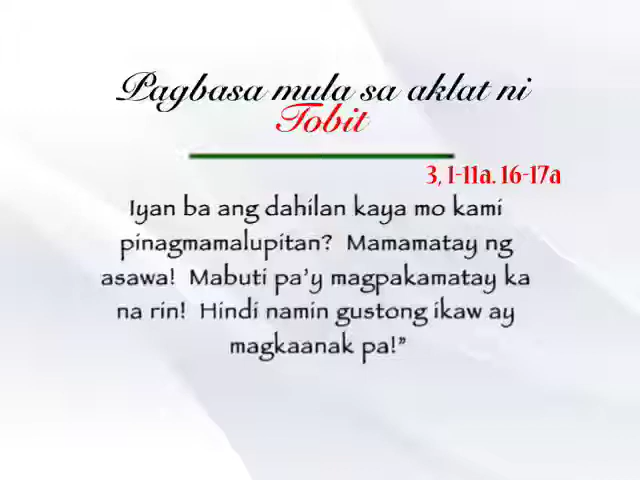 Pagbasa mula sa aklat ni
Tobit
3, 1-11a. 16-17a
Iyan ba ang dahilan kaya mo kami
pinagmamalupitan? Mamamatay ng
asawa! Mabuti pa'y magpakamatay ka
na rin! Hindi namin gustong ikaw ay
magkaanak pa!”